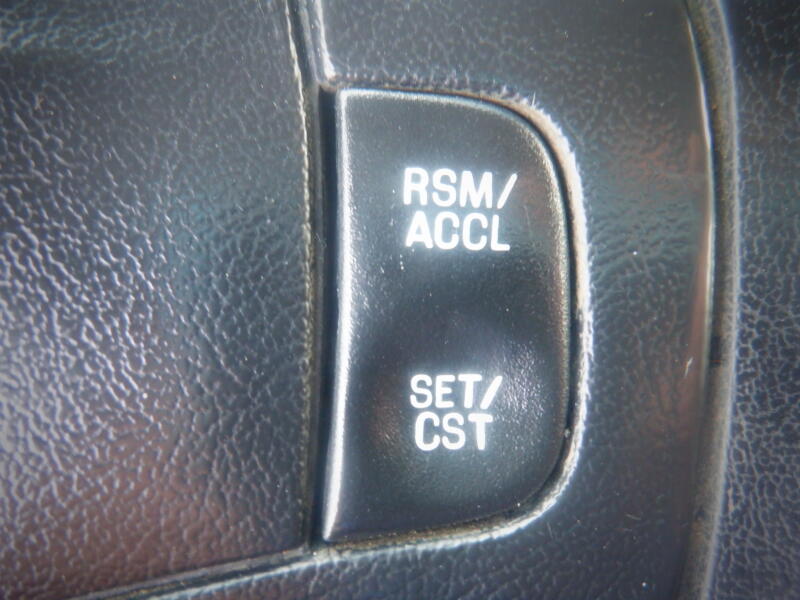 RSM/
ACCL
SET/
CST